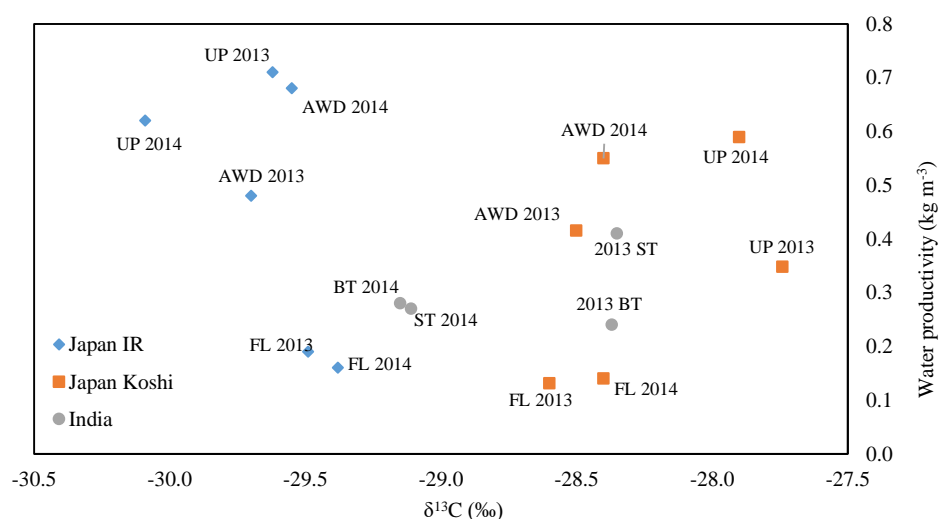 0.8
UP 2013
0.7
AWD 2014
AWD 2014
0.6
UP 2014
UP 2014
0.5
AWD 2013
AWD 2013
0.4
2013 ST
UP 2013
BT 2014
2013 BT
0.3
ST 2014
Japan IR
FL 2013
0.2
FL 2014
Japan Koshi
FL 2013
FL 2014
0.1
India
0.0
-30.5
-30.0
-29.5
-29.0
-28.5
-28.0
-27.5
δ¹³C (‰)
Water productivity (kg m⁻³)